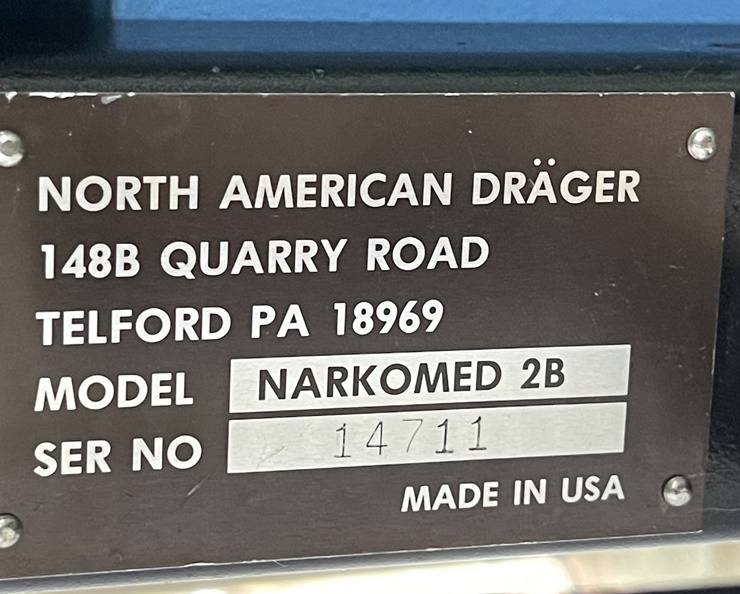 NORTH AMERICAN DRÄGER
148B QUARRY ROAD
TELFORD PA 18969
MODEL NARKOMED 2B
SER NO 14711
MADE IN USA